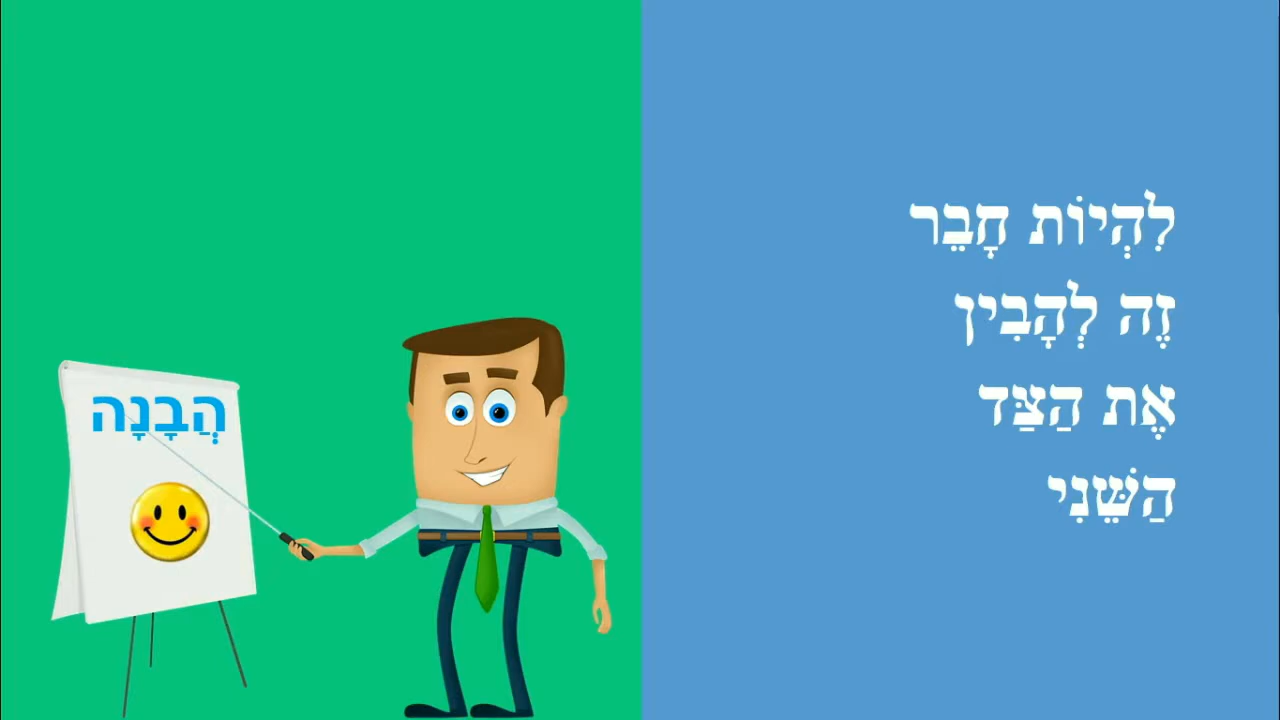 לִהְיוֹת חָבֵר
זֶה לְהָבִין
אֶת הַצַּד
הַשֵּׁנִי
הֲבָנָה